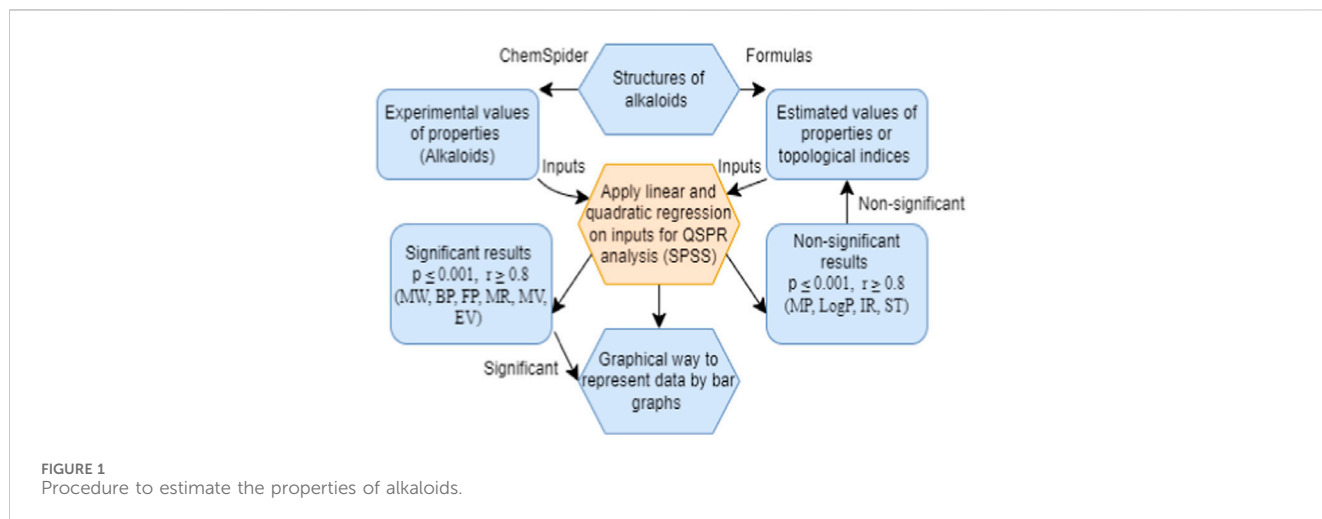 ChemSpider
Formulas
Structures of
alkaloids
Experimental values
of properties
(Alkaloids)
Estimated values of
properties or
topological indices
Inputs
Inputs
Apply linear and
quadratic regression
on inputs for QSPR
analysis (SPSS)
Non-significant
Significant results
p ≤ 0.001, r ≥ 0.8
(MW, BP, FP, MR, MV,
EV)
Non-significant
results
p ≤ 0.001, r ≥ 0.8
(MP, LogP, IR, ST)
Significant
Graphical way to
represent data by bar
graphs
FIGURE 1
Procedure to estimate the properties of alkaloids.